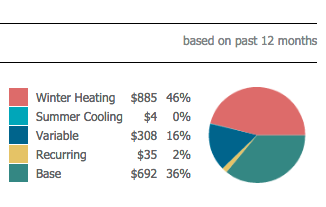 based on past 12 months
Winter Heating $885 46%
Summer Cooling $4 0%
Variable $308 16%
Recurring $35 2%
Base $692 36%